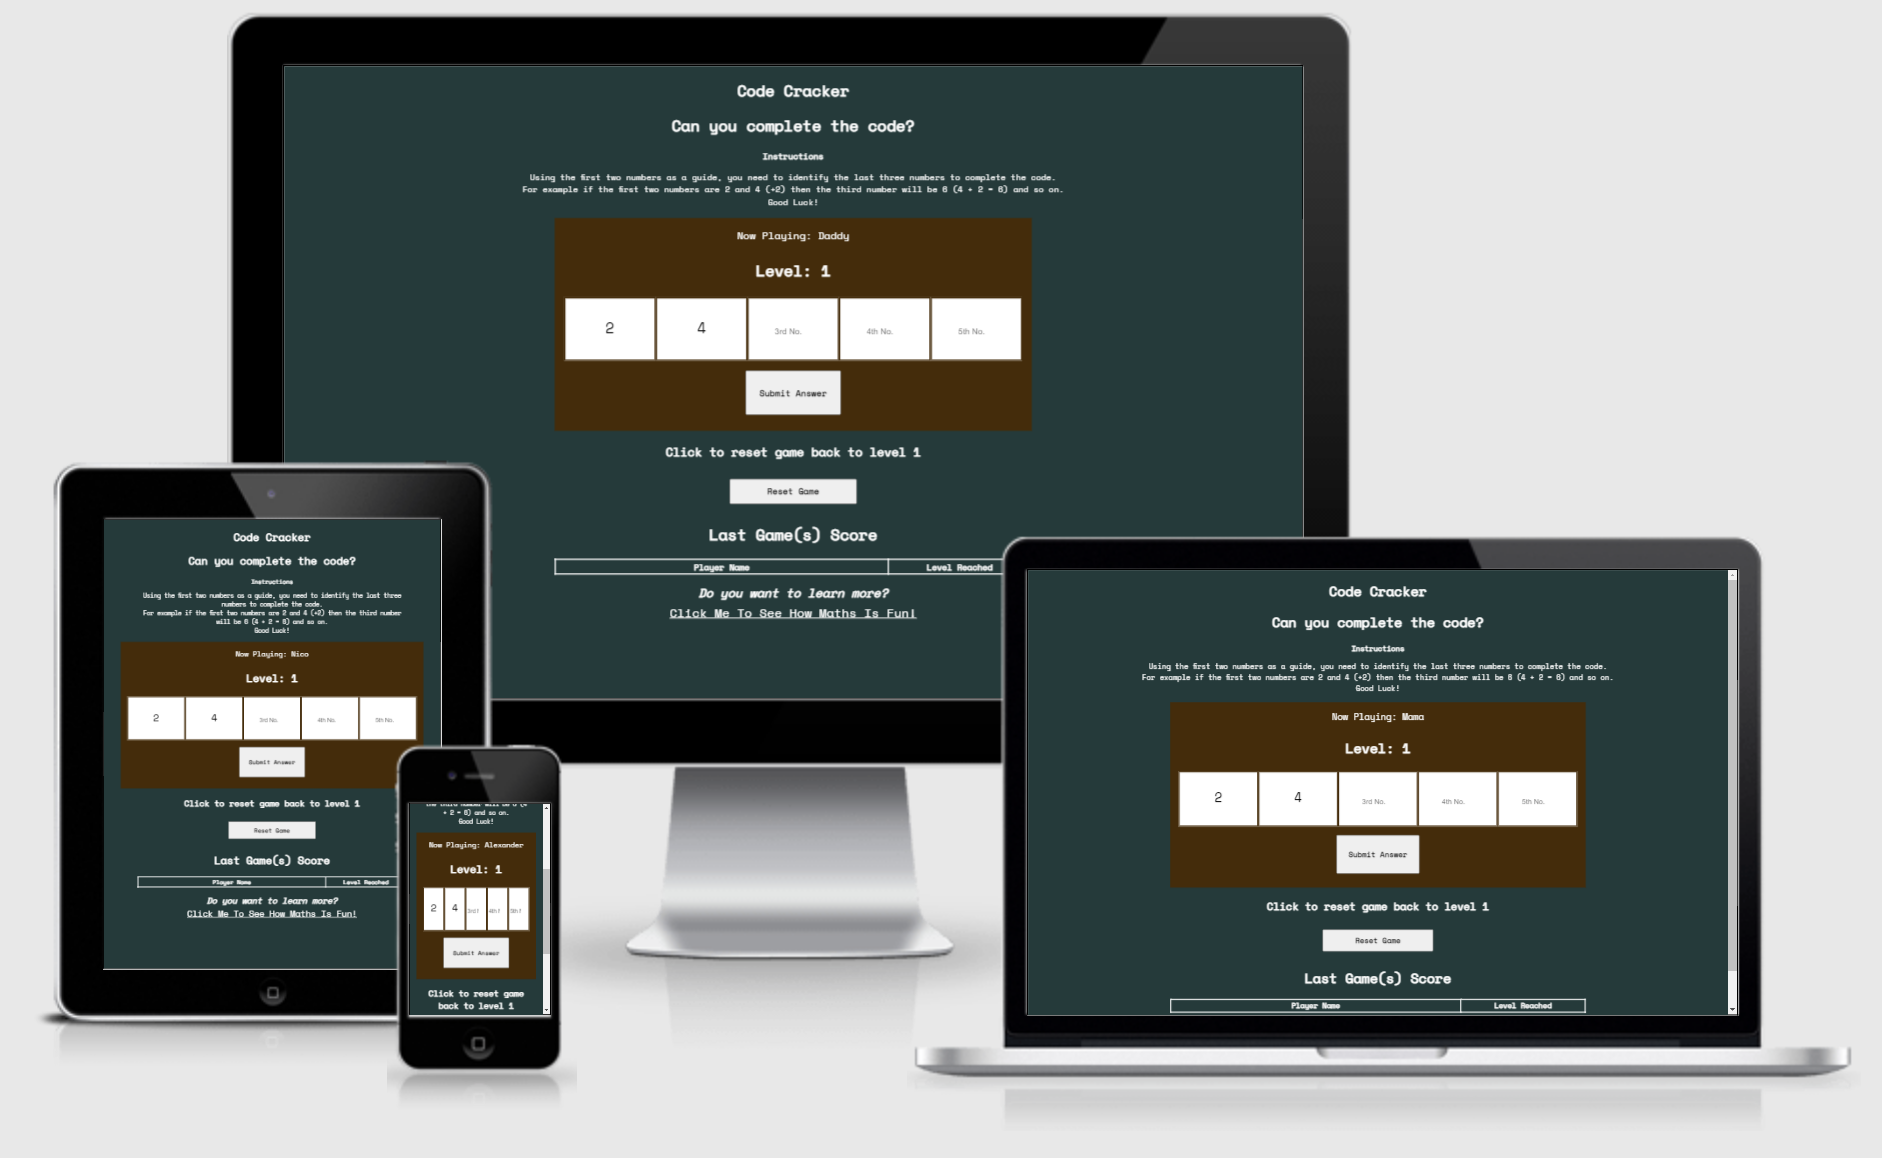 Code Cracker
Can you complete the code?
Instructions
Using the first two numbers as a guide, you need to identify the last three numbers to complete the code.
For example if the first two numbers are 2 and 4 (+2) then the third number will be 6 (4 + 2 = 6) and so on.
Good Luck!
Now Playing: Daddy
Level: 1
2 4 3rd No. 4th No. 5th No.
Submit Answer
Click to reset game back to level 1
Reset Game
Last Game(s) Score
Player Name Level Reached
Do you want to learn more?
Click Me To See How Maths Is Fun!
Code Cracker
Can you complete the code?
Instructions
Using the first two numbers as a guide, you need to identify the last three
numbers to complete the code.
For example if the first two numbers are 2 and 4 (+2) then the third number
will be 6 (4 + 2 = 6) and so on.
Good Luck!
Now Playing: Nico
Level: 1
2 4 3rd No. 4th No. 5th No.
Submit Answer
Click to reset game back to level 1
Reset Game
Last Game(s) Score
Player Name Level Reached
Do you want to learn more?
Click Me To See How Maths Is Fun!
the third number will be 6 (4
+ 2 = 6) and so on.
Good Luck!
Now Playing: Alexander
Level: 1
2 4 3rd 4th 5th
Submit Answer
Click to reset game
back to level 1
Code Cracker
Can you complete the code?
Instructions
Using the first two numbers as a guide, you need to identify the last three numbers to complete the code.
For example if the first two numbers are 2 and 4 (+2) then the third number will be 6 (4 + 2 = 6) and so on.
Good Luck!
Now Playing: Mama
Level: 1
2 4 3rd No. 4th No. 5th No.
Submit Answer
Click to reset game back to level 1
Reset Game
Last Game(s) Score
Player Name Level Reached